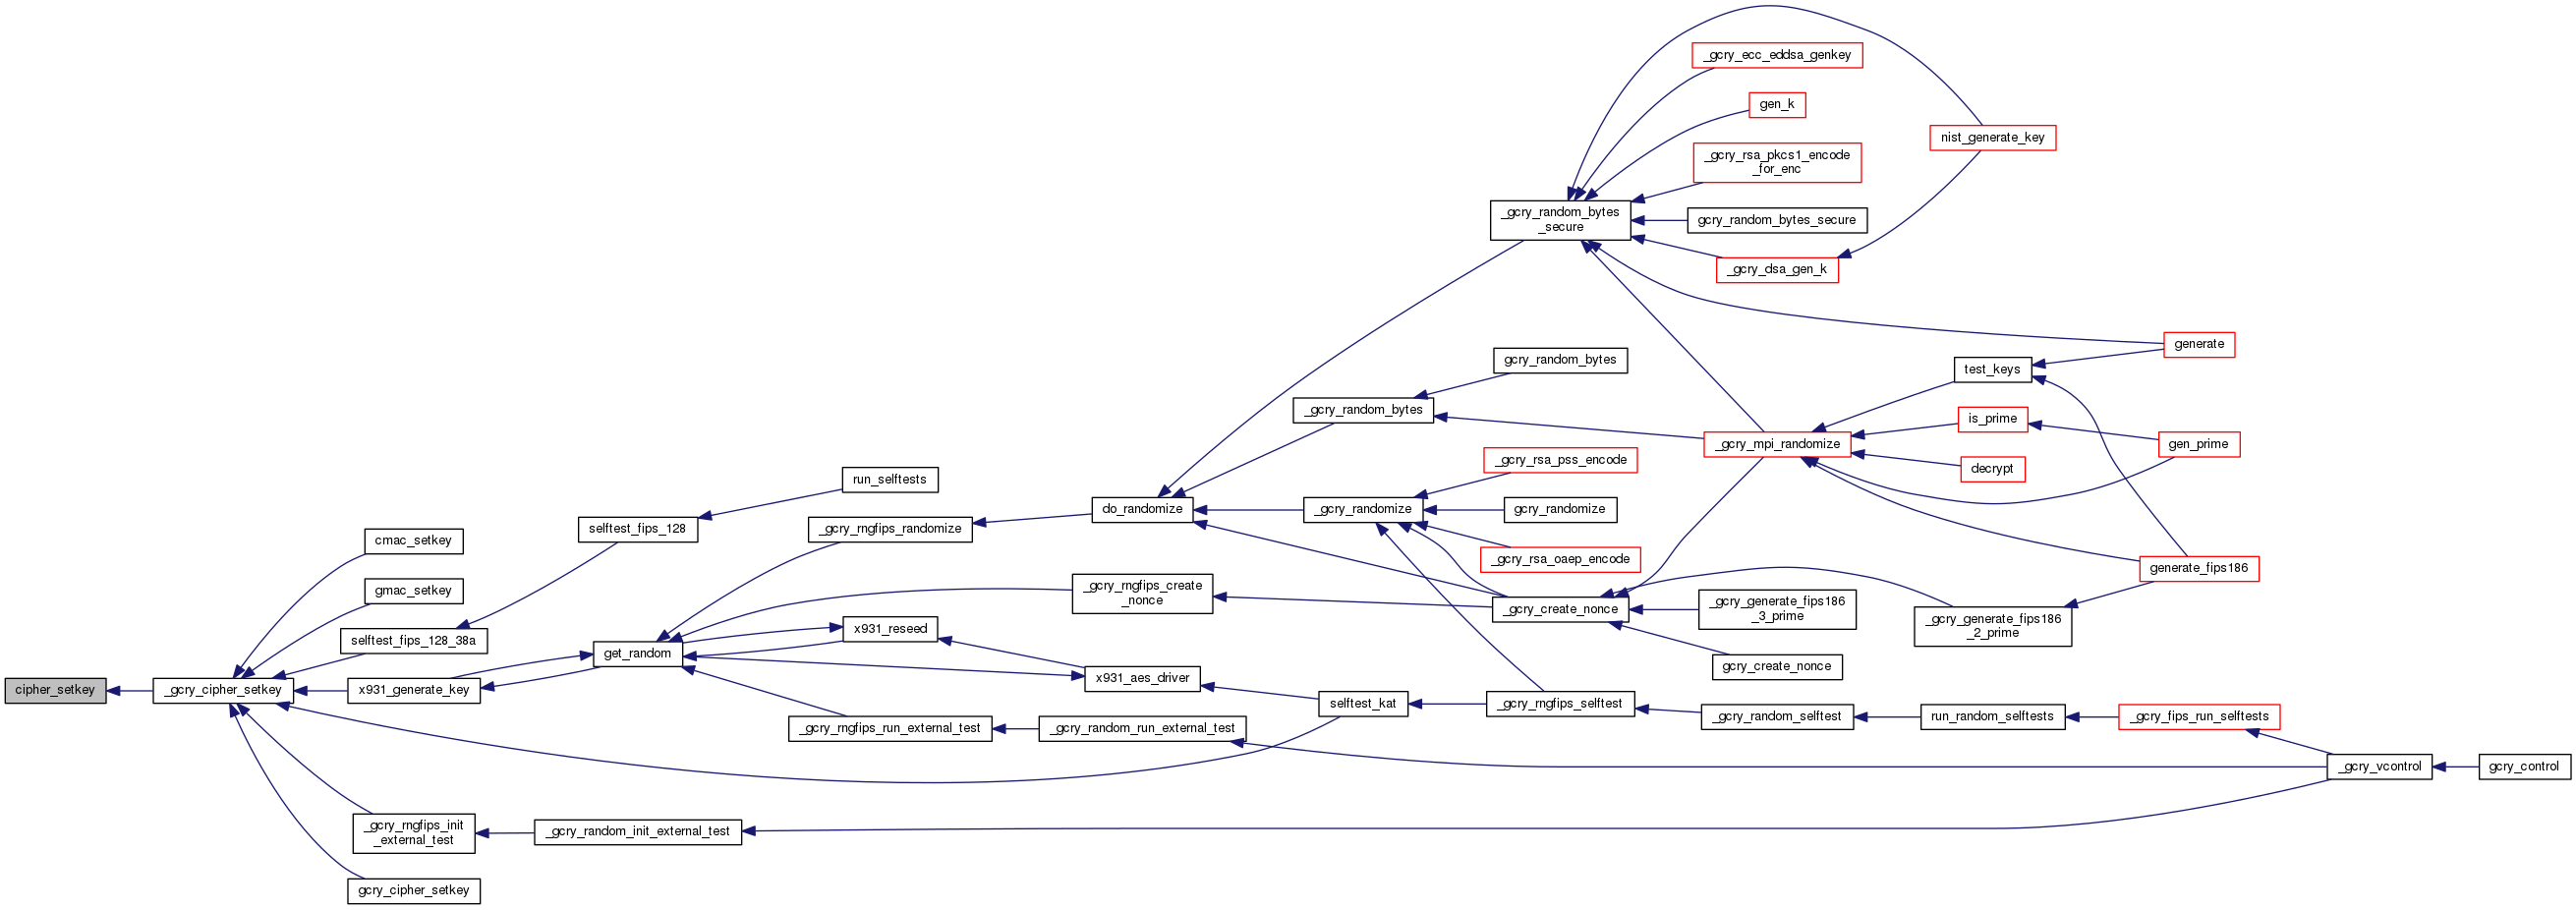 cipher_setkey
_gcry_cipher_setkey
cmac_setkey
gmac_setkey
selftest_fips_128_38a
x931_generate_key
_gcry_rngfips_init
_external_test
gcry_cipher_setkey
selftest_fips_128
get_random
_gcry_random_init_external_test
run_selftests
_gcry_rngfips_randomize
x931_reseed
_gcry_rngfips_run_external_test
do_randomize
_gcry_rngfips_create
_nonce
x931_aes_driver
_gcry_random_run_external_test
_gcry_random_bytes
_gcry_randomize
selftest_kat
_gcry_random_bytes
_secure
gcry_random_bytes
_gcry_rsa_pss_encode
gcry_randomize
_gcry_rsa_oaep_encode
_gcry_create_nonce
_gcry_rngfips_selftest
_gcry_ecc_eddsa_genkey
gen_k
_gcry_rsa_pkcs1_encode
_for_enc
gcry_random_bytes_secure
_gcry_dsa_gen_k
_gcry_mpi_randomize
_gcry_generate_fips186
_3_prime
gcry_create_nonce
_gcry_random_selftest
nist_generate_key
test_keys
is_prime
decrypt
_gcry_generate_fips186
_2_prime
run_random_selftests
generate
gen_prime
generate_fips186
_gcry_fips_run_selftests
_gcry_vcontrol
gcry_control